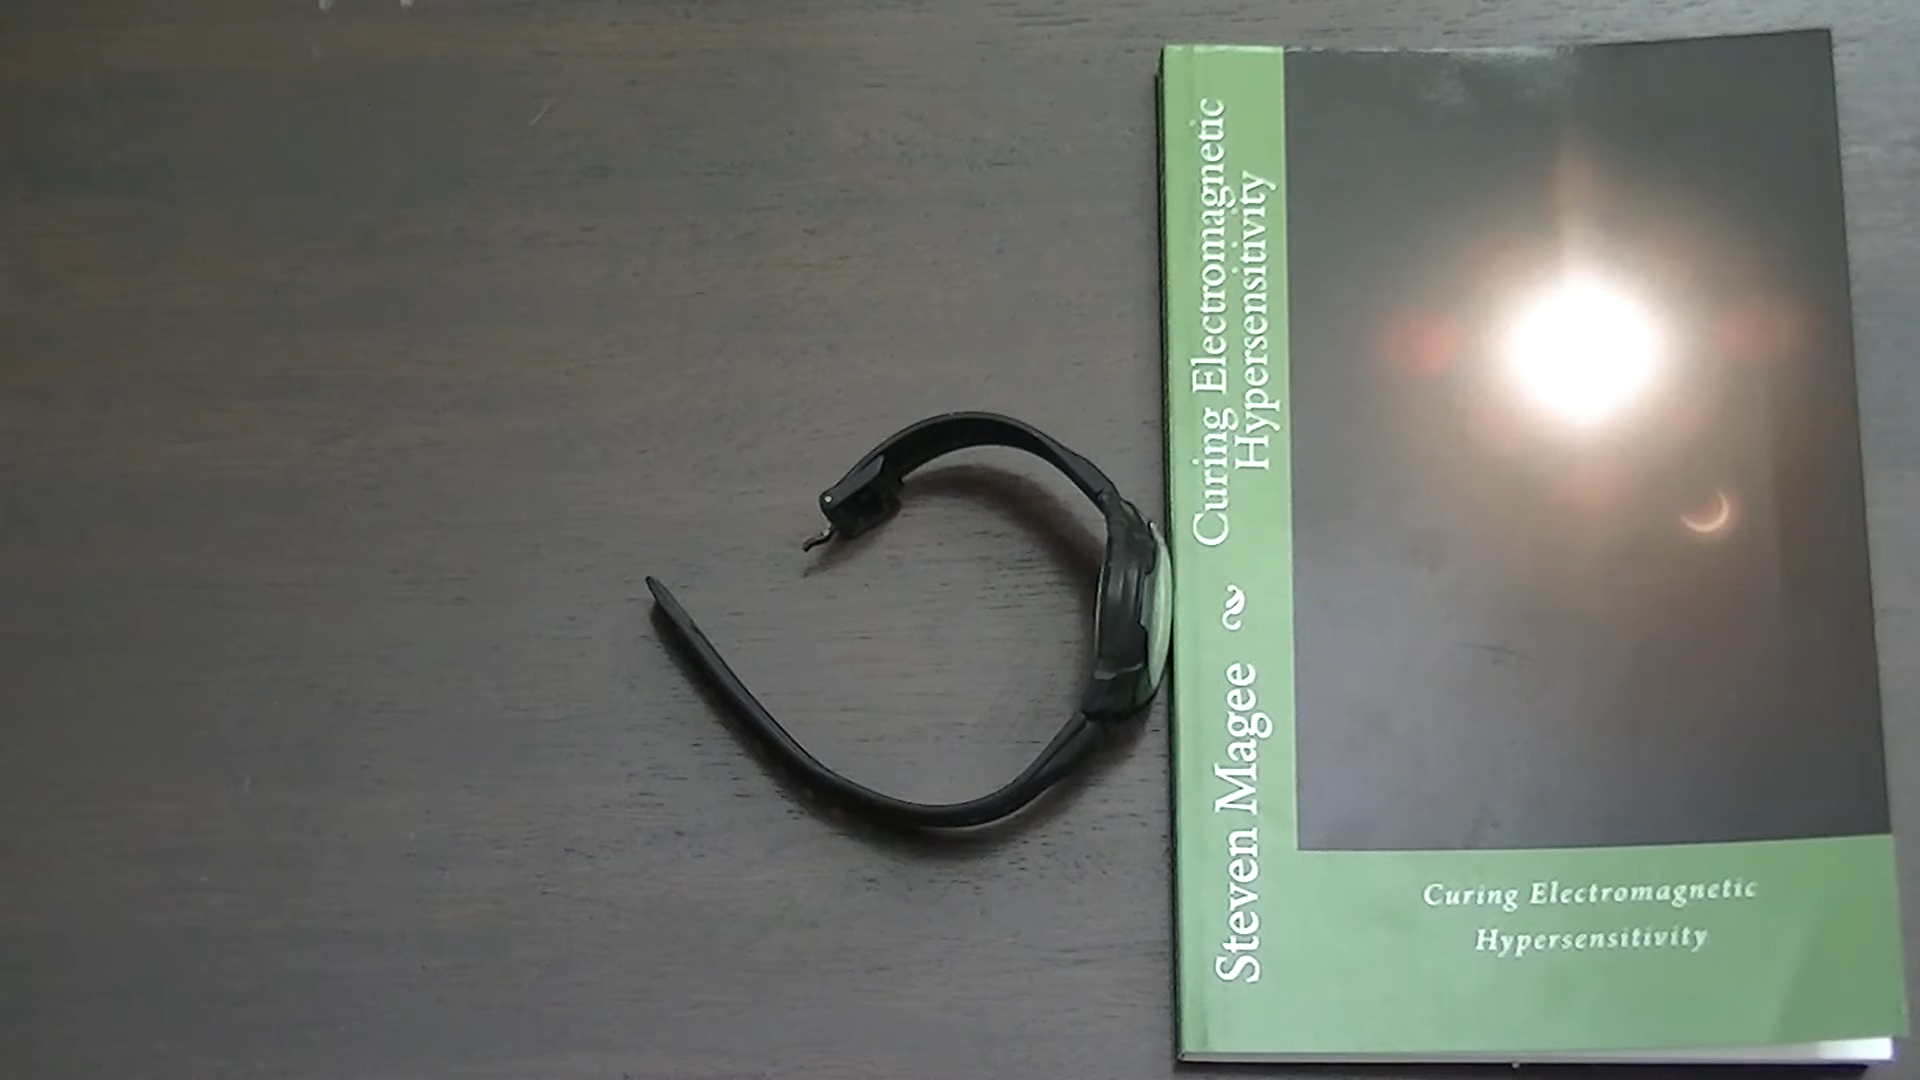 Curing Electromagnetic
Hypersensitivity
Steven Magee
Curing Electromagnetic
Hypersensitivity